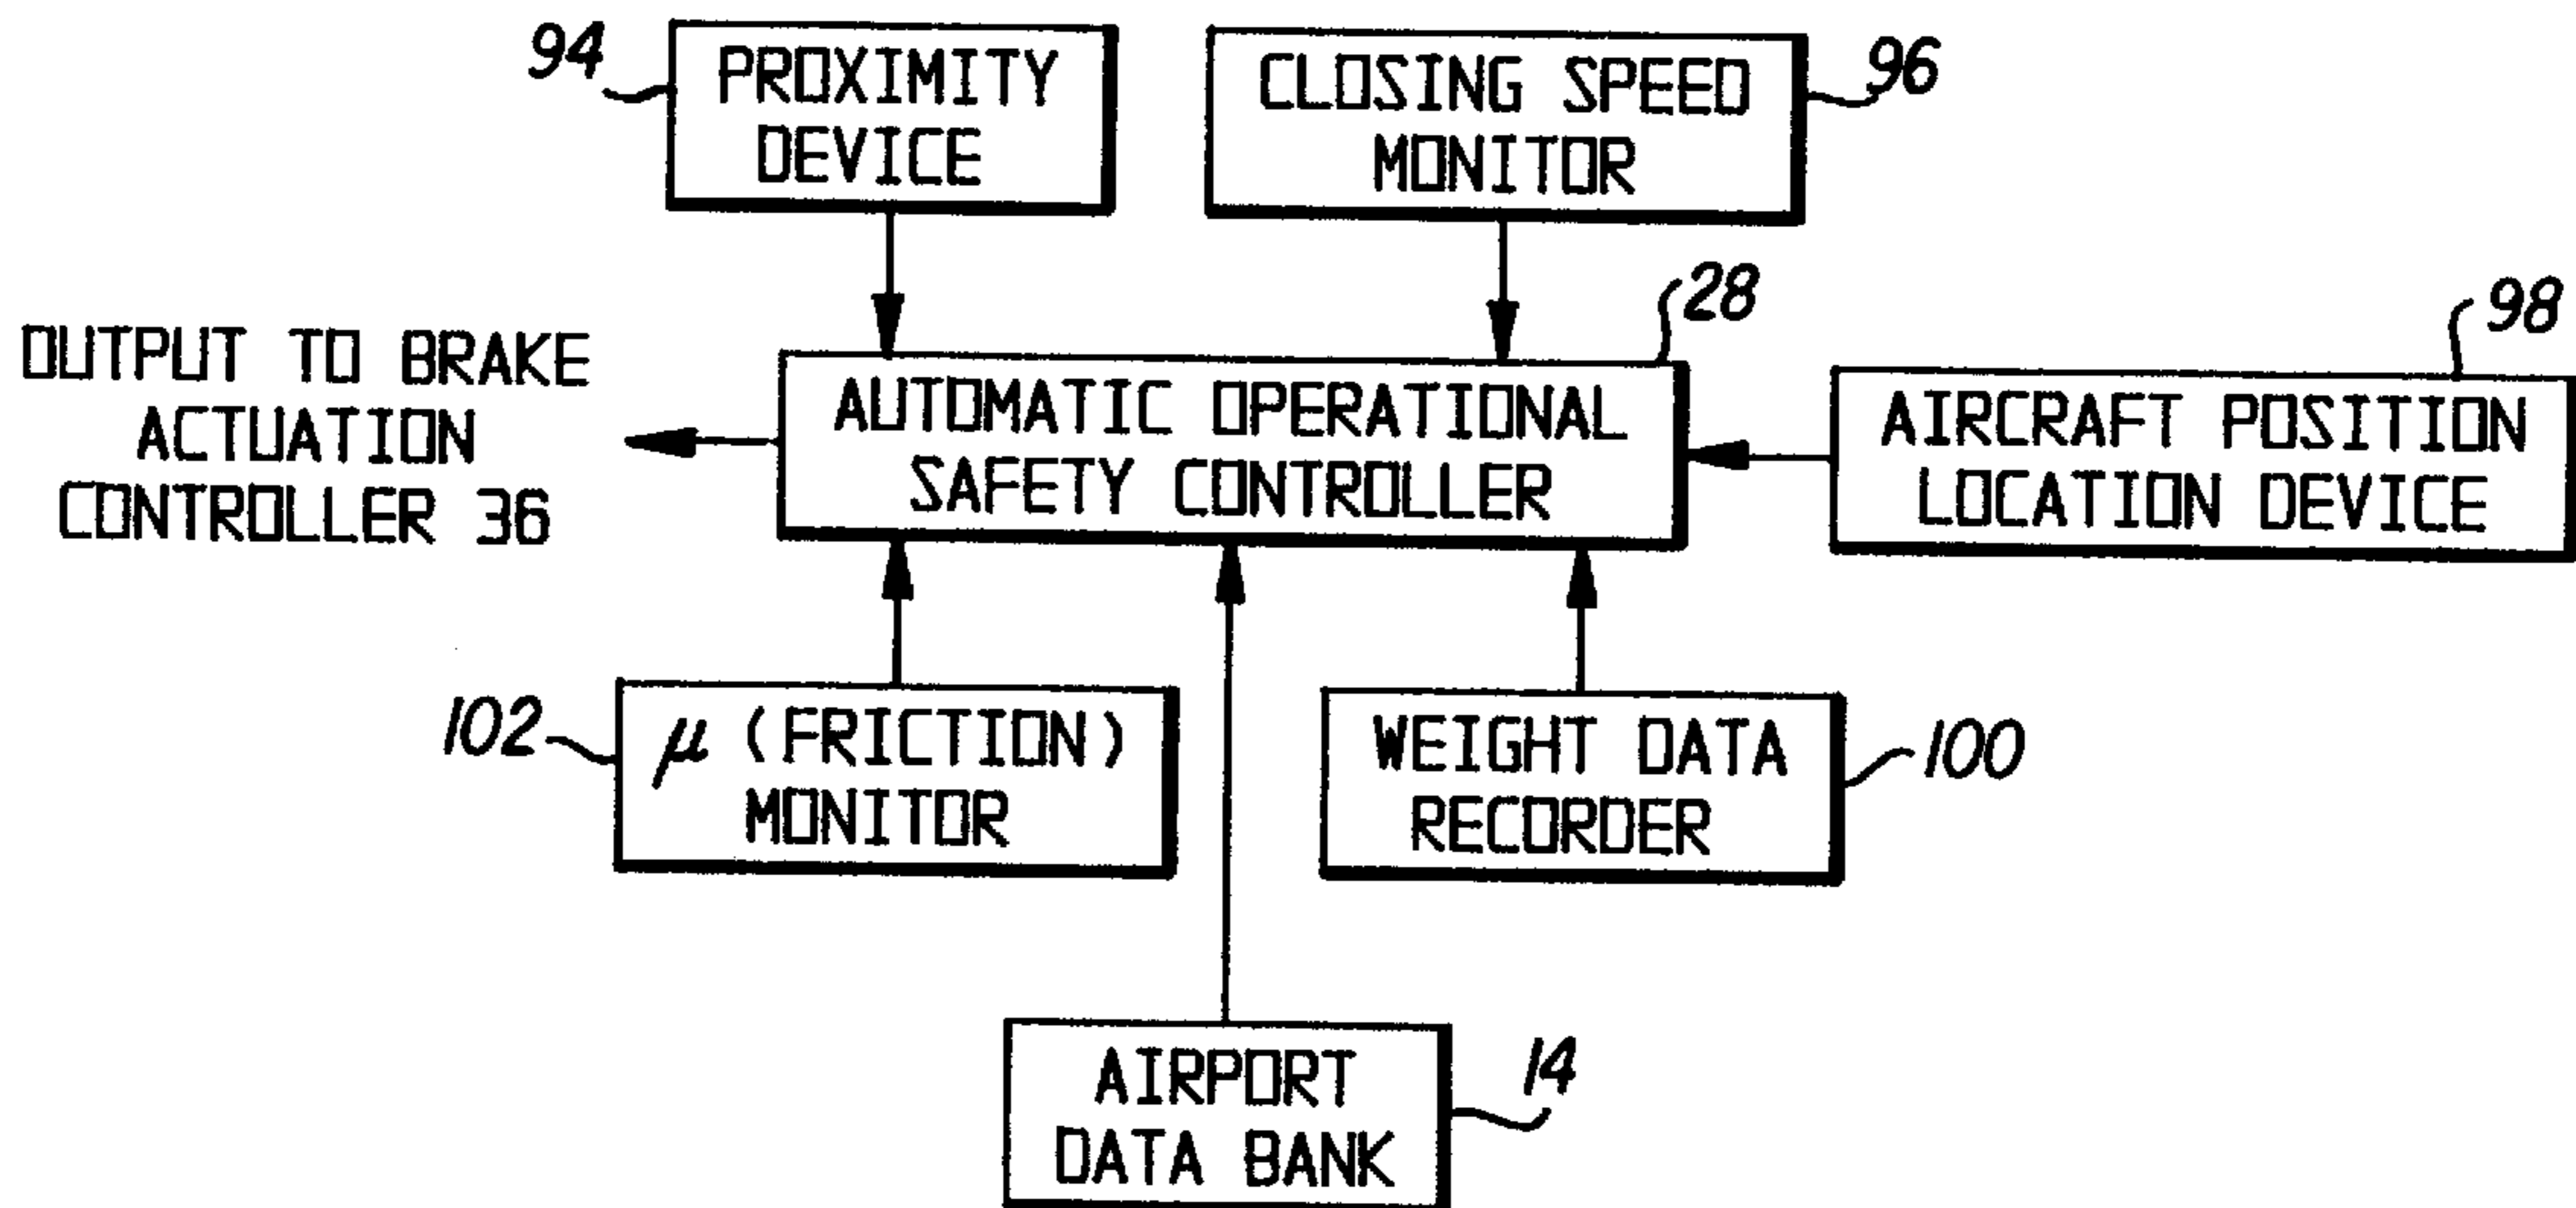 94
PROXIMITY
DEVICE
CLOSING SPEED
MONITOR
96
28
98
OUTPUT TO BRAKE
ACTUATION
CONTROLLER 36
AUTOMATIC OPERATIONAL
SAFETY CONTROLLER
AIRCRAFT POSITION
LOCATION DEVICE
102
μ (FRICTION)
MONITOR
WEIGHT DATA
RECORDER
100
AIRPORT
DATA BANK
14